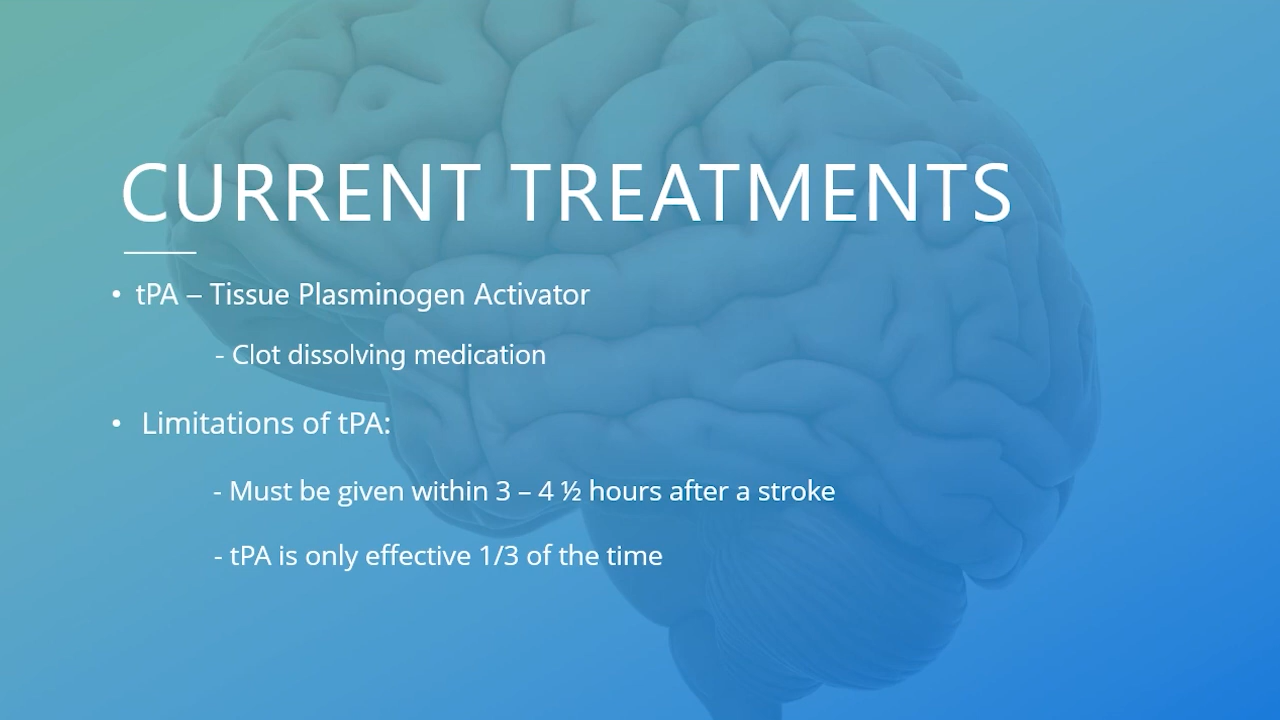 CURRENT TREATMENTS
• tPA – Tissue Plasminogen Activator
- Clot dissolving medication
• Limitations of tPA:
- Must be given within 3 – 4 ½ hours after a stroke
- tPA is only effective 1/3 of the time